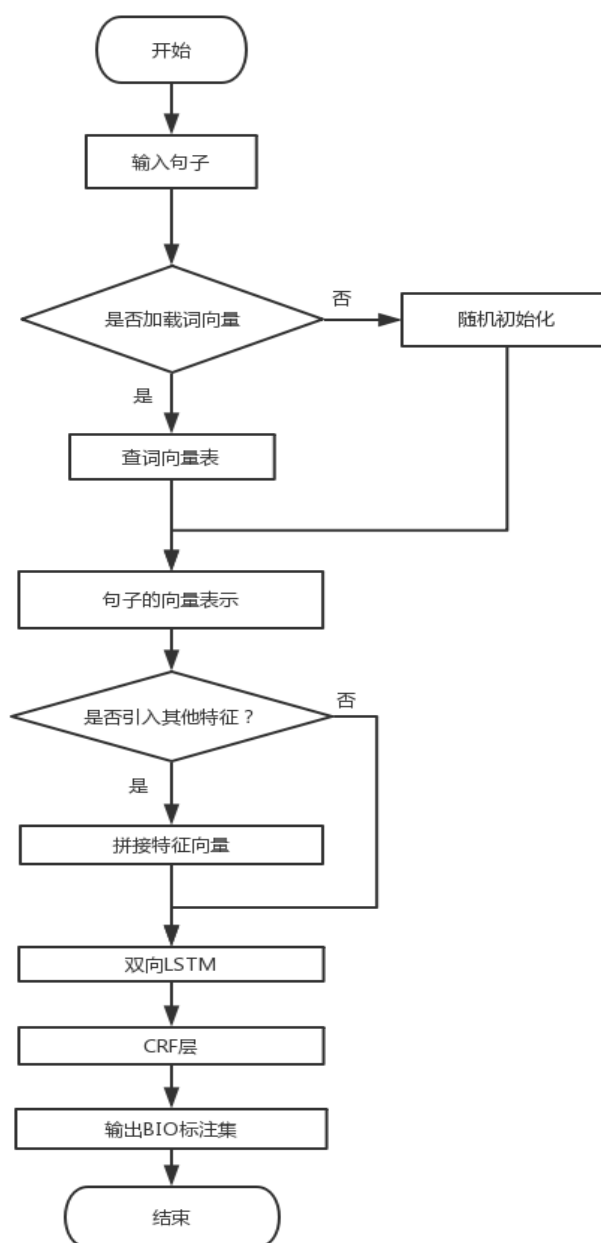 开始
输入句子
是否加载词向量
否
随机初始化
是
查词向量表
句子的向量表示
是否引入其他特征？
否
是
拼接特征向量
双向LSTM
CRF层
输出BIO标注集
结束